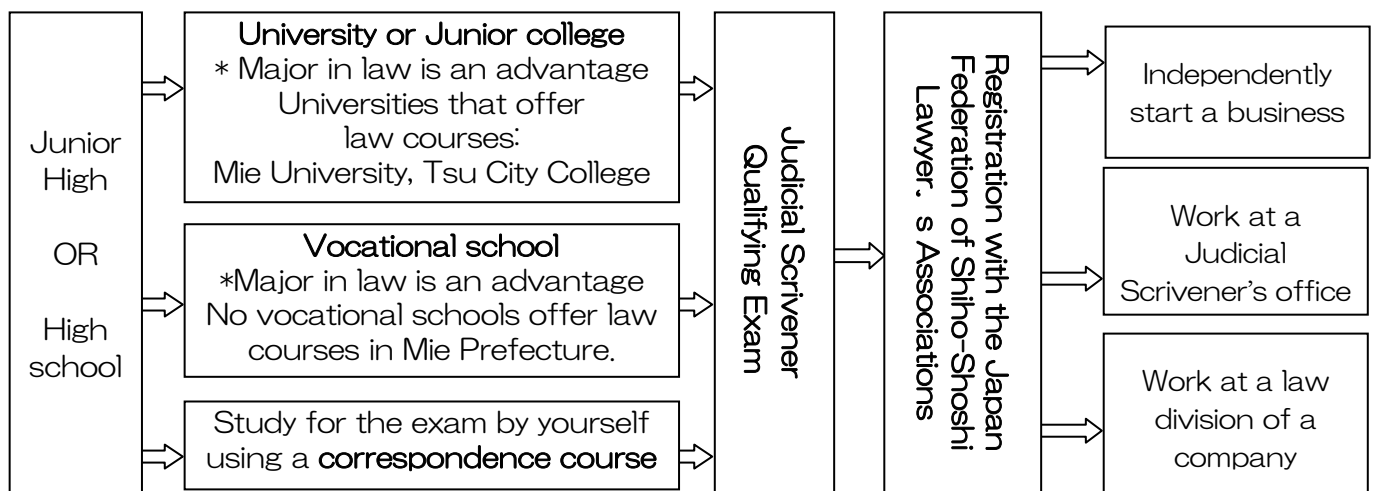 Junior
High
OR
High
school
University or Junior college
* Major in law is an advantage
Universities that offer
law courses:
Mie University, Tsu City College
Vocational school
*Major in law is an advantage
No vocational schools offer law
courses in Mie Prefecture.
Study for the exam by yourself
using a correspondence course
Judicial Scrivener
Qualifying Exam
Registration with the Japan
Federation of Shiho-Shoshi
Lawyer. s Associations
Independently
start a business
Work at a
Judicial
Scrivener's office
Work at a law
division of a
company